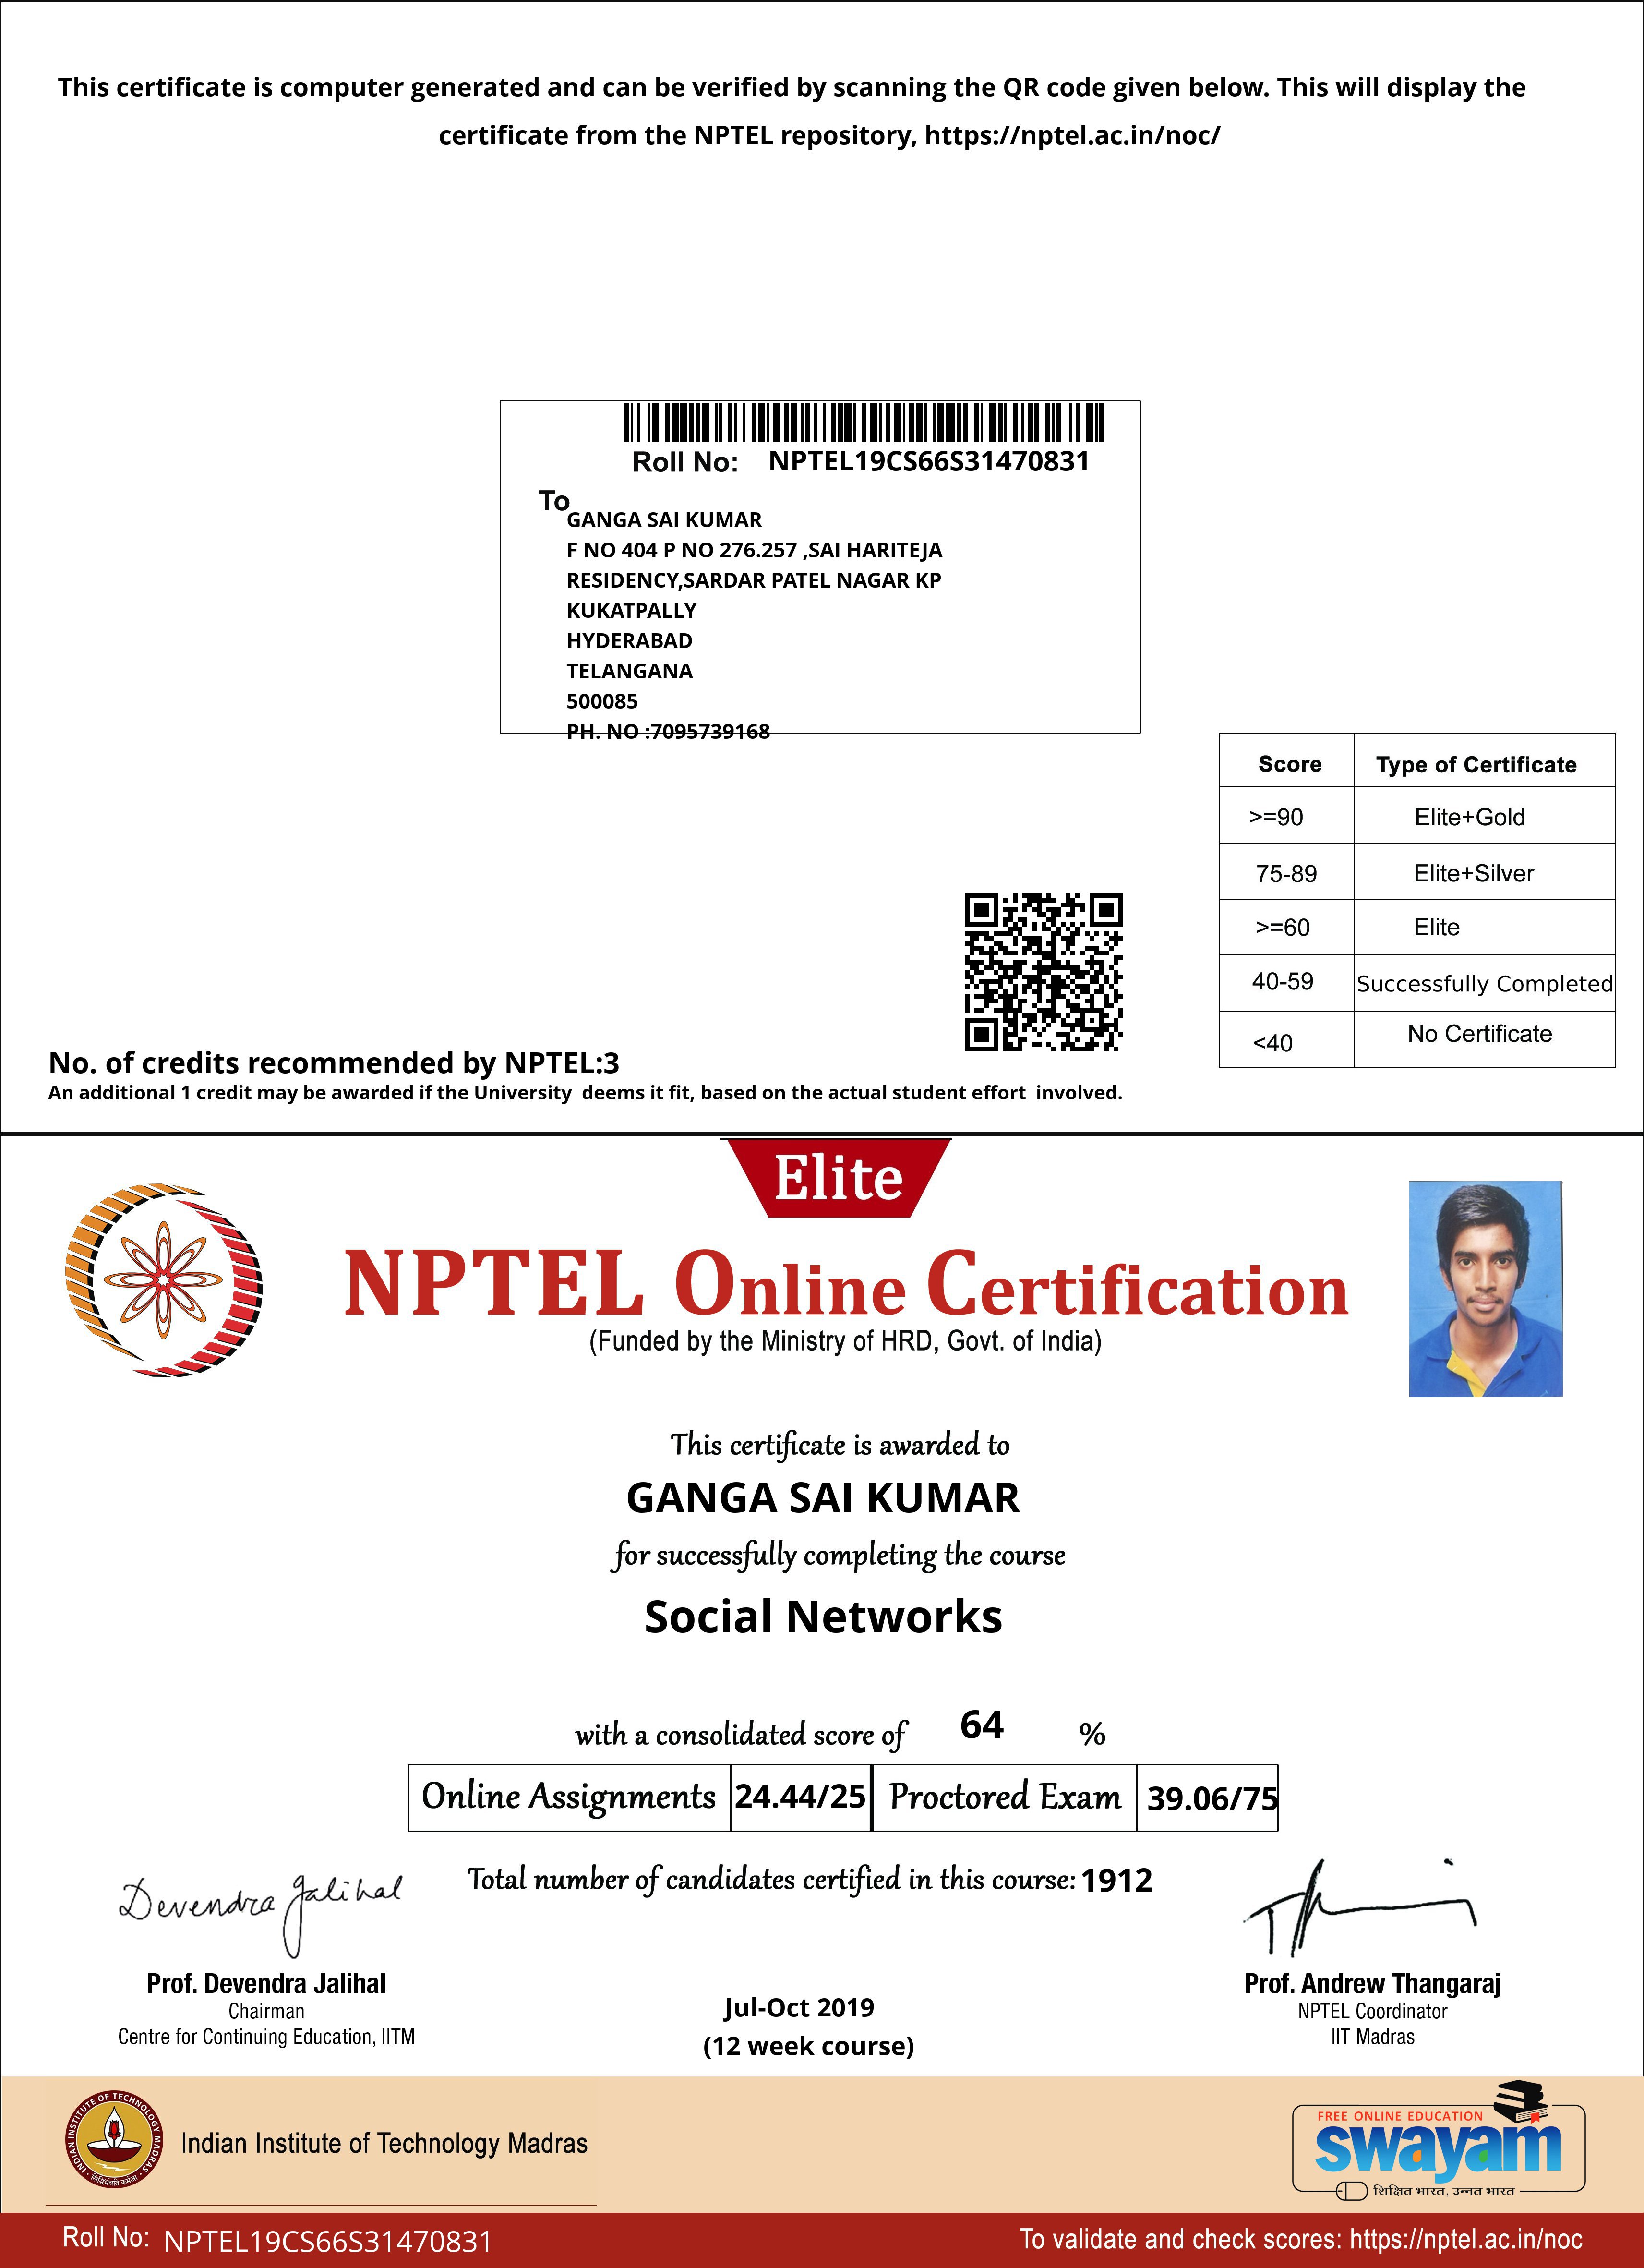 This certificate is computer generated and can be verified by scanning the QR code given below. This will display the
certificate from the NPTEL repository, https://nptel.ac.in/noc/
Roll No: NPTEL19CS66S31470831
To
GANGA SAI KUMAR
F NO 404 P NO 276.257 ,SAI HARITEJA
RESIDENCY,SARDAR PATEL NAGAR KP
KUKATPALLY
HYDERABAD
TELANGANA
500085
PH. NO :7095739168
Score Type of Certificate
>=90 Elite+Gold
75-89 Elite+Silver
>=60 Elite
40-59 Successfully Completed
<40 No Certificate
No. of credits recommended by NPTEL:3
An additional 1 credit may be awarded if the University deems it fit, based on the actual student effort involved.
Elite
NPTEL Online Certification
(Funded by the Ministry of HRD, Govt. of India)
This certificate is awarded to
GANGA SAI KUMAR
for successfully completing the course
Social Networks
with a consolidated score of 64 %
Online Assignments 24.44/25 Proctored Exam 39.06/75
Total number of candidates certified in this course: 1912
Devendra Jalihal
Prof. Devendra Jalihal
Chairman
Centre for Continuing Education, IITM
Jul-Oct 2019
(12 week course)
Prof. Andrew Thangaraj
NPTEL Coordinator
IIT Madras
INDIAN INSTITUTE OF TECHNOLOGY MADRAS
सिद्धिर्भवति कर्मजा
Indian Institute of Technology Madras
FREE ONLINE EDUCATION
swayam
शिक्षित भारत, उन्नत भारत
Roll No: NPTEL19CS66S31470831
To validate and check scores: https://nptel.ac.in/noc